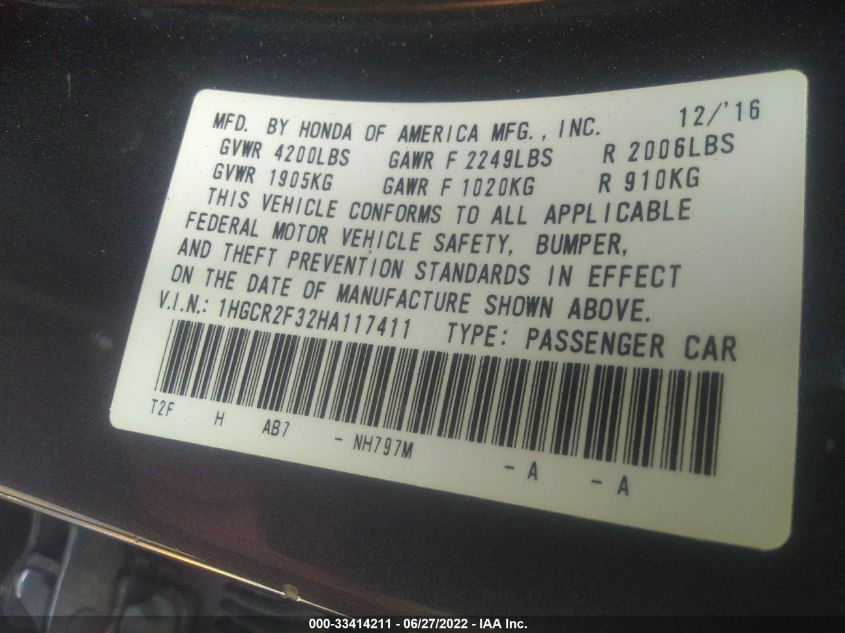 MFD. BY HONDA OF AMERICA MFG., INC. 12/'16
GVWR 4200LBS GAWR F 2249LBS R 2006LBS
GVWR 1905KG GAWR F 1020KG R 910KG
THIS VEHICLE CONFORMS TO ALL APPLICABLE
FEDERAL MOTOR VEHICLE SAFETY, BUMPER,
AND THEFT PREVENTION STANDARDS IN EFFECT
ON THE DATE OF MANUFACTURE SHOWN ABOVE.
V.I.N.: 1HGCR2F32HA117411 TYPE: PASSENGER CAR
T2F H AB7 - NH797M - A - A
000-33414211 - 06/27/2022 - IAA Inc.